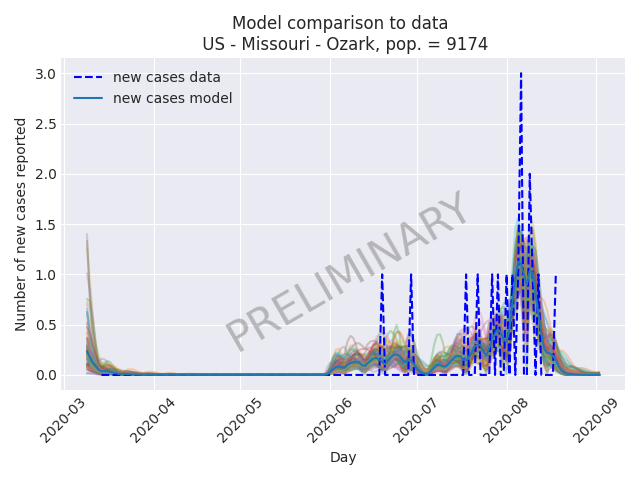 Model comparison to data
US - Missouri - Ozark, pop. = 9174
new cases data
new cases model
Number of new cases reported
3.0
2.5
2.0
1.5
1.0
0.5
0.0
PRELIMINARY
2020-03
2020-04
2020-05
2020-06
2020-07
2020-08
2020-09
Day